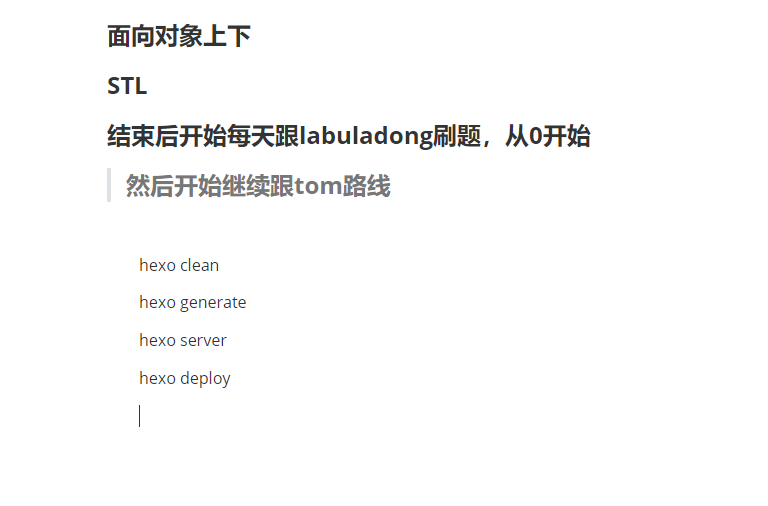 面向对象上下
STL
结束后开始每天跟labuladong刷题，从0开始
然后开始继续跟tom路线
hexo clean
hexo generate
hexo server
hexo deploy